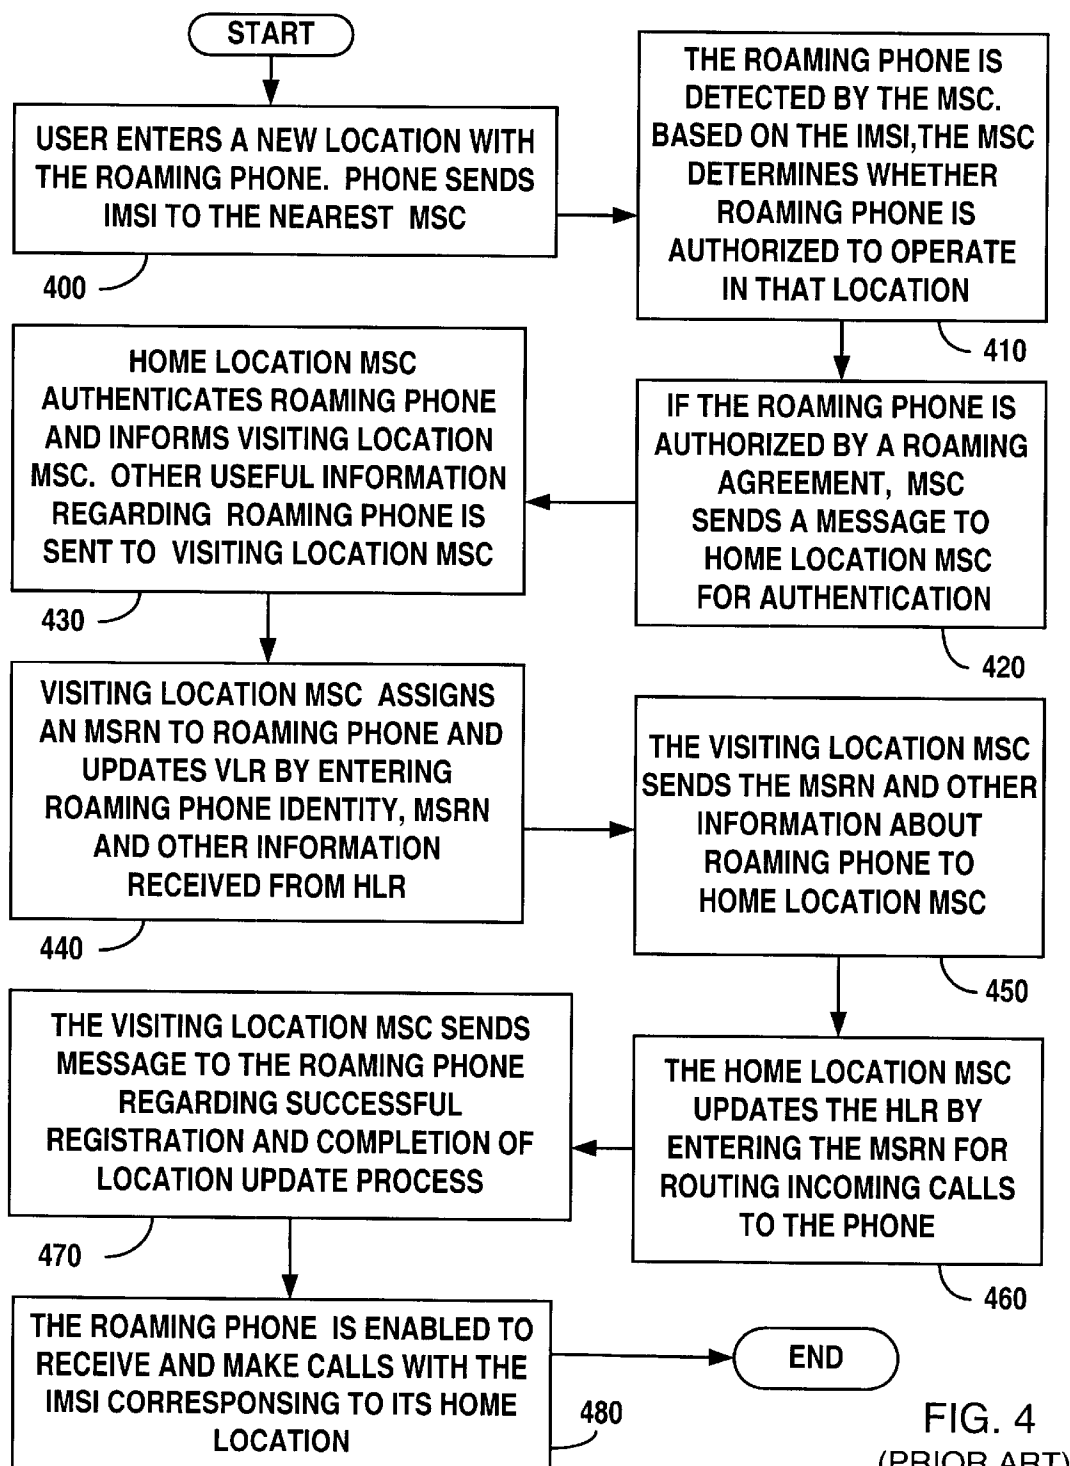 START
USER ENTERS A NEW LOCATION WITH
THE ROAMING PHONE. PHONE SENDS
IMSI TO THE NEAREST MSC
400
THE ROAMING PHONE IS
DETECTED BY THE MSC.
BASED ON THE IMSI,THE MSC
DETERMINES WHETHER
ROAMING PHONE IS
AUTHORIZED TO OPERATE
IN THAT LOCATION
410
IF THE ROAMING PHONE IS
AUTHORIZED BY A ROAMING
AGREEMENT, MSC
SENDS A MESSAGE TO
HOME LOCATION MSC
FOR AUTHENTICATION
420
HOME LOCATION MSC
AUTHENTICATES ROAMING PHONE
AND INFORMS VISITING LOCATION
MSC. OTHER USEFUL INFORMATION
REGARDING ROAMING PHONE IS
SENT TO VISITING LOCATION MSC
430
VISITING LOCATION MSC ASSIGNS
AN MSRN TO ROAMING PHONE AND
UPDATES VLR BY ENTERING
ROAMING PHONE IDENTITY, MSRN
AND OTHER INFORMATION
RECEIVED FROM HLR
440
THE VISITING LOCATION MSC
SENDS THE MSRN AND OTHER
INFORMATION ABOUT
ROAMING PHONE TO
HOME LOCATION MSC
450
THE HOME LOCATION MSC
UPDATES THE HLR BY
ENTERING THE MSRN FOR
ROUTING INCOMING CALLS
TO THE PHONE
460
THE VISITING LOCATION MSC SENDS
MESSAGE TO THE ROAMING PHONE
REGARDING SUCCESSFUL
REGISTRATION AND COMPLETION OF
LOCATION UPDATE PROCESS
470
THE ROAMING PHONE IS ENABLED TO
RECEIVE AND MAKE CALLS WITH THE
IMSI CORRESPONSING TO ITS HOME
LOCATION
480
END
FIG. 4
(PRIOR ART)